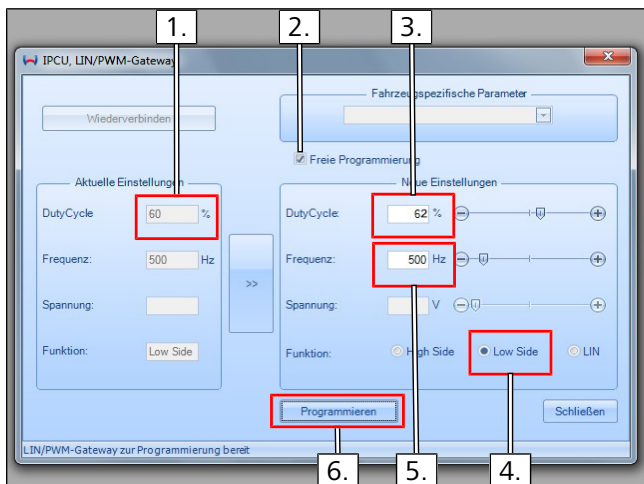 1. 2. 3.
IPCU, LIN/PWM-Gateway
Fahrzeugspezifische Parameter
Wiederverbinden
Freie Programmierung
Aktuelle Einstellungen
DutyCycle 60 %
Frequenz: 500 Hz
Spannung:
Funktion: Low Side
>>
Neue Einstellungen
DutyCycle: 62 %
Frequenz: 500 Hz
Spannung: V
Funktion: High Side Low Side LIN
Programmieren Schließen
LIN/PWM-Gateway zur Programmierung bereit
6. 5. 4.